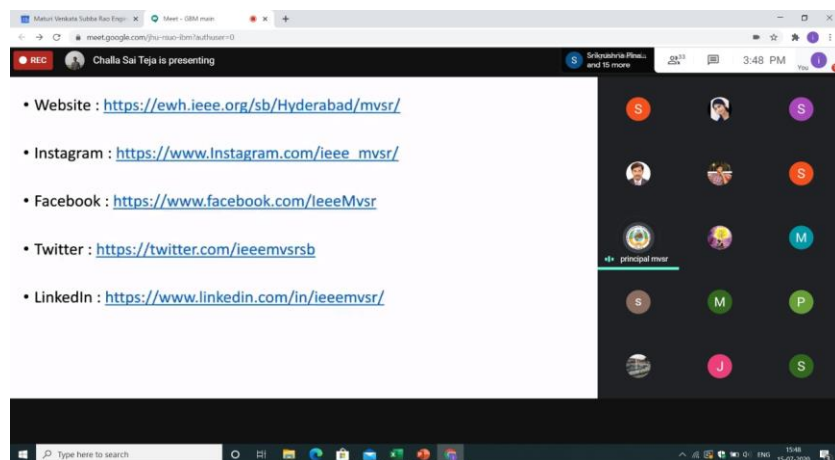 Maturi Venkata Subba Rao Engi
Meet - GBM main
meet.google.com/jhu-rsao-ibm?authuser=0
REC
Challa Sai Teja is presenting
S
and 15 more
3:48 PM
You
• Website : https://ewh.ieee.org/sb/Hyderabad/mvsr/
• Instagram : https://www.Instagram.com/ieee_mvsr/
• Facebook : https://www.facebook.com/IeeeMvsr
• Twitter : https://twitter.com/ieeemvsrsb
• LinkedIn : https://www.linkedin.com/in/ieeemvsr/
S
S
S
M
principal mvsr
s
M
P
J
S
Type here to search
ENG
15:48
15-07-2020